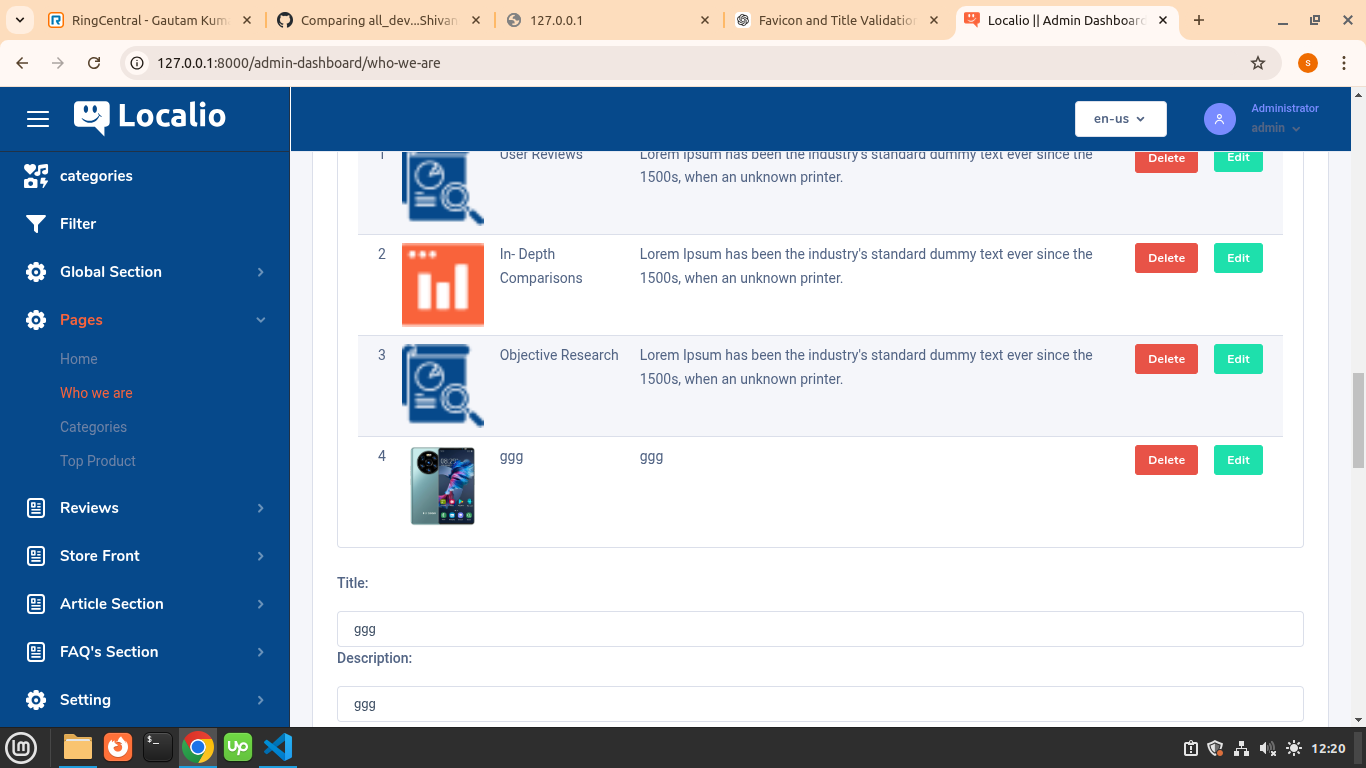 RingCentral - Gautam Kum
Comparing all_dev...Shivan
127.0.0.1
Favicon and Title Validation
Localio || Admin Dashboard
127.0.0.1:8000/admin-dashboard/who-we-are
s
Localio
en-us
Administrator
admin
categories
Filter
Global Section
Pages
Home
Who we are
Categories
Top Product
Reviews
Store Front
Article Section
FAQ's Section
Setting
1 User Reviews Lorem Ipsum has been the industry's standard dummy text ever since the Delete Edit
1500s, when an unknown printer.
2 In- Depth Lorem Ipsum has been the industry's standard dummy text ever since the Delete Edit
Comparisons 1500s, when an unknown printer.
3 Objective Research Lorem Ipsum has been the industry's standard dummy text ever since the Delete Edit
1500s, when an unknown printer.
4 ggg ggg Delete Edit
Title:
ggg
Description:
ggg
Up
12:20